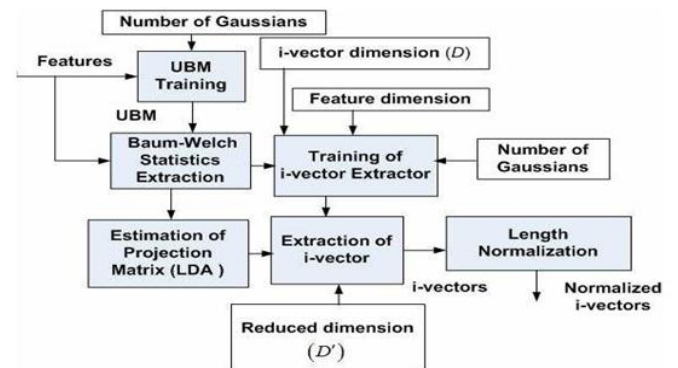 Number of Gaussians
Features
UBM
Training
i-vector dimension (D)
Feature dimension
UBM
Baum-Welch
Statistics
Extraction
Training of
i-vector Extractor
Number of
Gaussians
Estimation of
Projection
Matrix (LDA )
Extraction of
i-vector
Length
Normalization
i-vectors
Normalized
i-vectors
Reduced dimension
(D′)